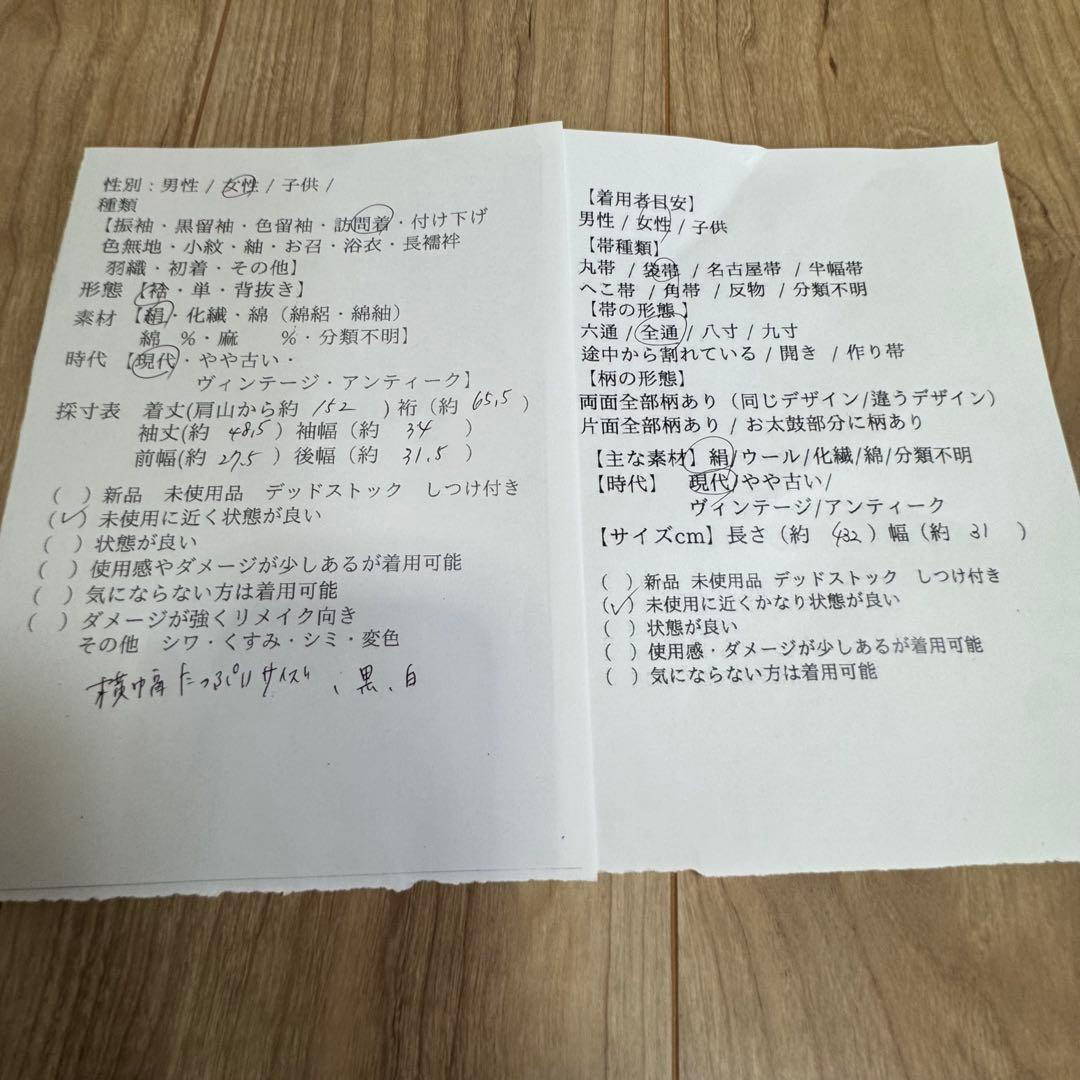 性別：男性 / 女性 / 子供 /
種類
【振袖・黒留袖・色留袖・訪問着・付け下げ
色無地・小紋・紬・お召・浴衣・長襦袢
羽織・初着・その他】
形態 【袷・単・背抜き】
素材 【絹・化繊・綿（綿絽・綿紬）
綿 %・麻 %・分類不明】
時代 【現代・やや古い・
ヴィンテージ・アンティーク】
採寸表 着丈(肩山から約 152 ) 裄（約 65,5 ）
袖丈(約 48,5 ）袖幅（約 34 ）
前幅(約 27,5 ）後幅（約 31,5 ）
( ）新品 未使用品 デッドストック しつけ付き
(✓）未使用に近く状態が良い
( ）状態が良い
( ）使用感やダメージが少しあるが着用可能
( ）気にならない方は着用可能
( ）ダメージが強くリメイク向き
その他 シワ・くすみ・シミ・変色
横巾たっぷりサイズ、黒、白
【着用者目安】
男性 / 女性 / 子供
【帯種類】
丸帯 / 袋帯 / 名古屋帯 / 半幅帯
へこ帯 / 角帯 / 反物 / 分類不明
【帯の形態】
六通 / 全通 / 八寸 / 九寸
途中から割れている / 開き / 作り帯
【柄の形態】
両面全部柄あり（同じデザイン/違うデザイン）
片面全部柄あり / お太鼓部分に柄あり
【主な素材】絹/ウール/化繊/綿/分類不明
【時代】 現代/やや古い/
ヴィンテージ/アンティーク
【サイズcm】長さ（約 432 ）幅（約 31 ）
( ）新品 未使用品 デッドストック しつけ付き
(✓）未使用に近くかなり状態が良い
( ）状態が良い
( ）使用感・ダメージが少しあるが着用可能
( ）気にならない方は着用可能